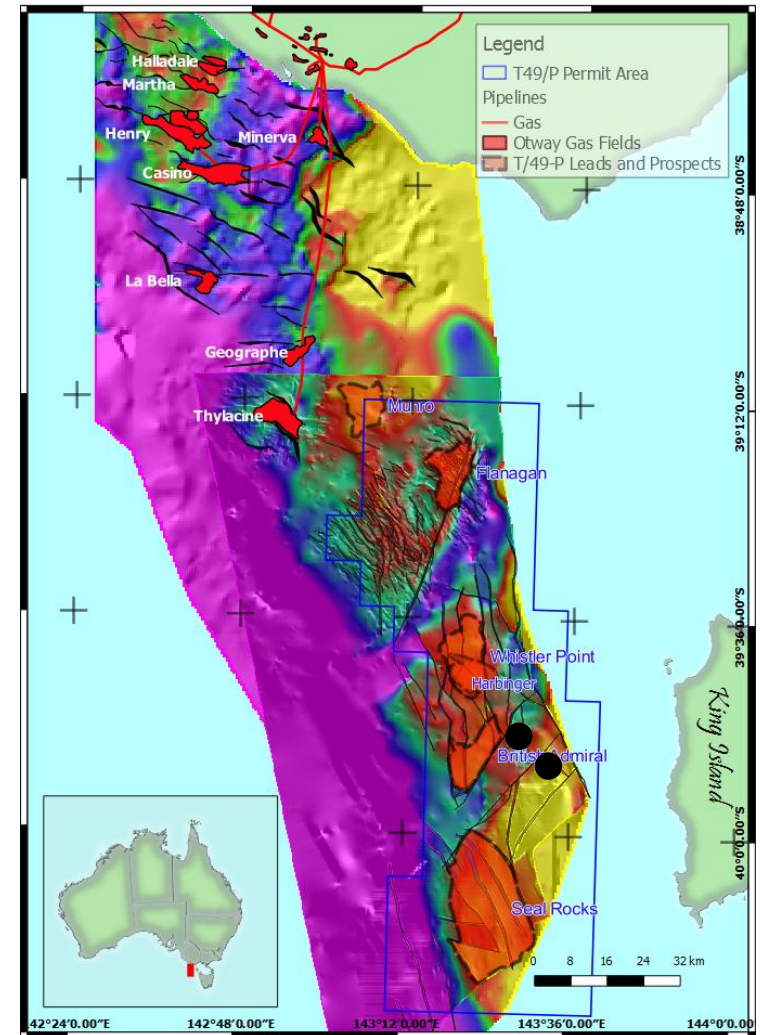 Legend
T49/P Permit Area
Pipelines
Gas
Otway Gas Fields
T/49-P Leads and Prospects
Halladale
Martha
Henry
Minerva
Casino
La Bella
Geographe
Thylacine
Munro
Flanagan
Whistler Point
Harbinger
British Admiral
Seal Rocks
King Island
38°48'0.00"S
39°12'0.00"S
39°36'0.00"S
40°0'0.00"S
0 8 16 24 32 km
142°24'0.00"E 142°48'0.00"E 143°12'0.00"E 143°36'0.00"E 144°0'0